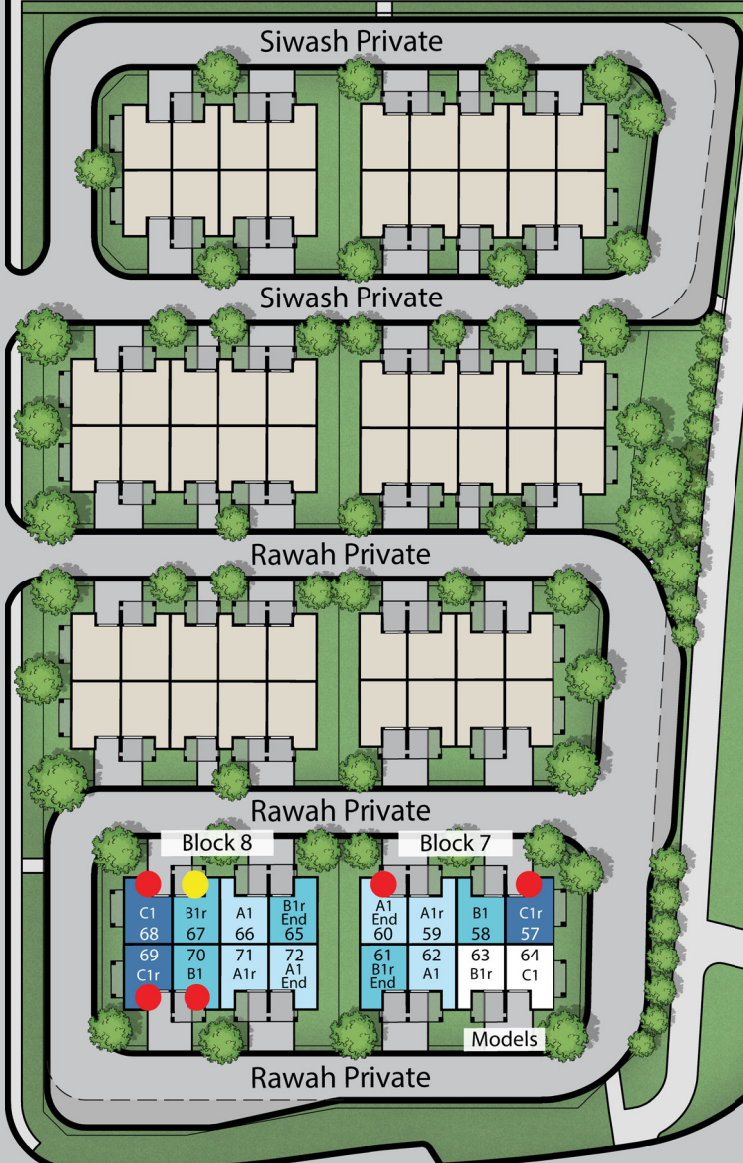 Siwash Private
Siwash Private
Rawah Private
Rawah Private
Block 8
Block 7
C1
68
B1r
67
A1
66
B1r
End
65
A1
End
60
A1r
59
B1
58
C1r
57
69
C1r
70
B1
71
A1r
72
A1
End
61
B1r
End
62
A1
63
B1r
64
C1
Models
Rawah Private